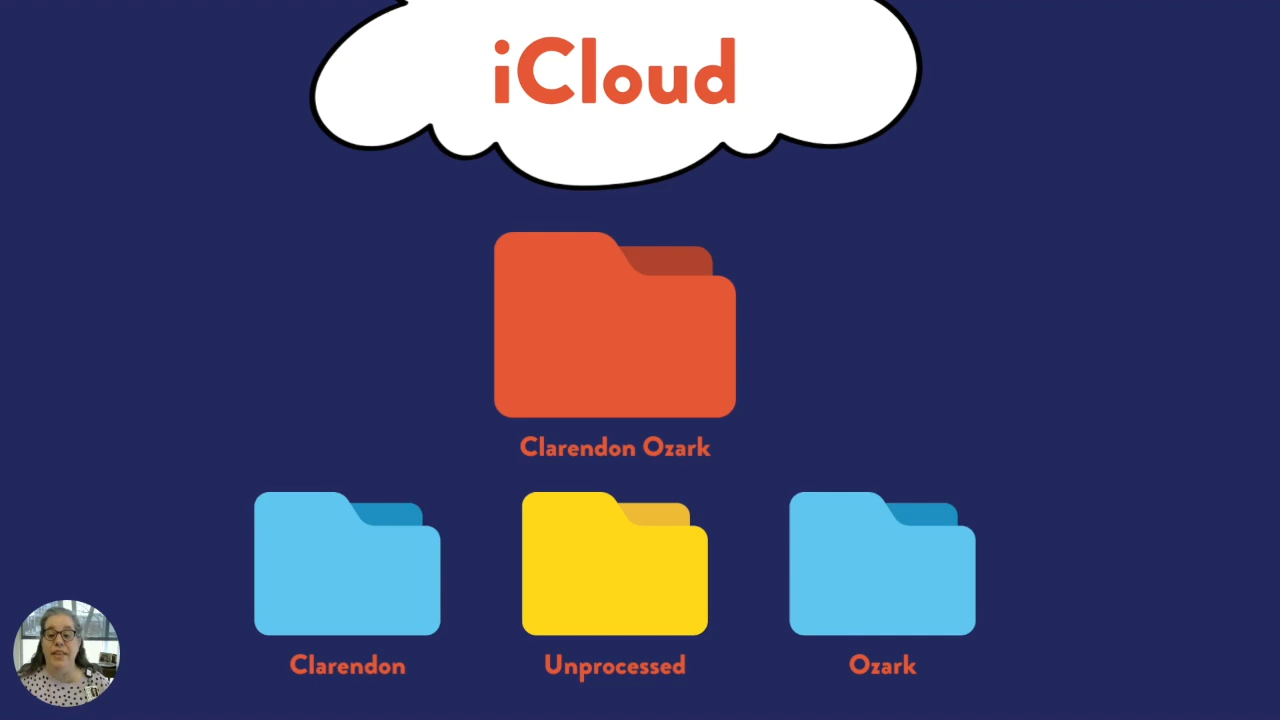 iCloud
Clarendon Ozark
Clarendon
Unprocessed
Ozark